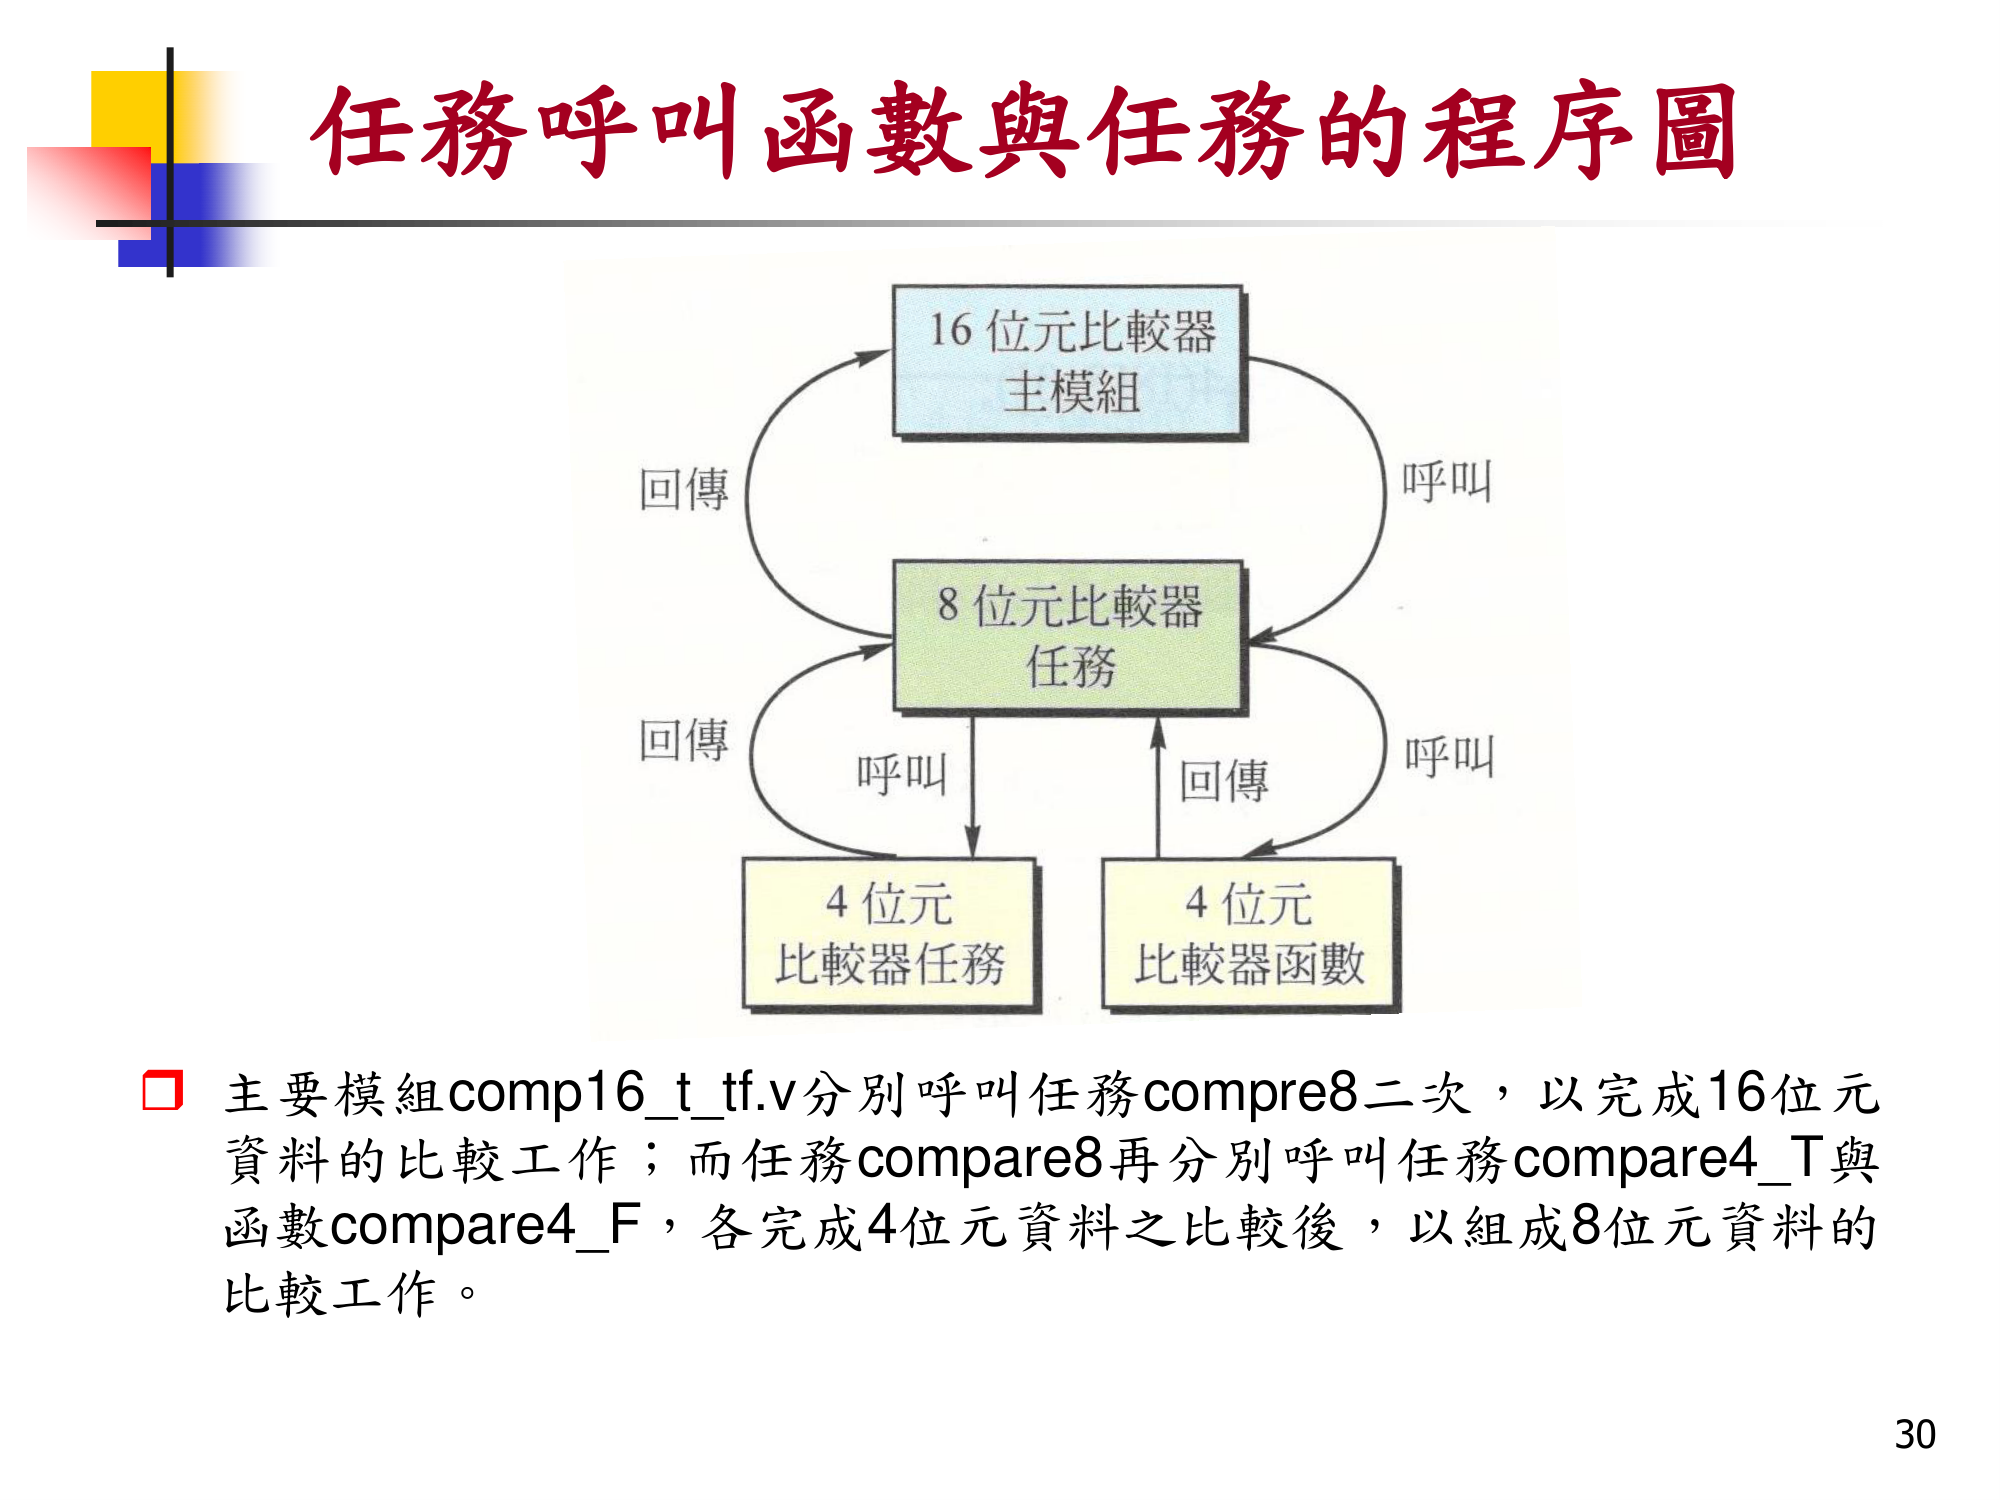 任務呼叫函數與任務的程序圖
16 位元比較器
主模組
回傳
呼叫
8 位元比較器
任務
回傳
呼叫
回傳
呼叫
4 位元
比較器任務
4 位元
比較器函數
主要模組comp16_t_tf.v分別呼叫任務compre8二次，以完成16位元
資料的比較工作；而任務compare8再分別呼叫任務compare4_T與
函數compare4_F，各完成4位元資料之比較後，以組成8位元資料的
比較工作。
30